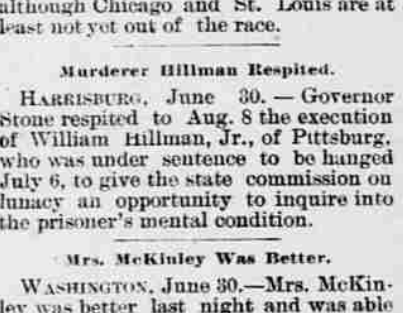 although Chicago and St. Louis are at
least not yet out of the race.
Murderer Hillman Respited.
HARRISBURG, June 30. — Governor
Stone respited to Aug. 8 the execution
of William Hillman, Jr., of Pittsburg,
who was under sentence to be hanged
July 6, to give the state commission on
lunacy an opportunity to inquire into
the prisoner's mental condition.
Mrs. McKinley Was Better.
WASHINGTON, June 30.—Mrs. McKin-
ley was better last night and was able